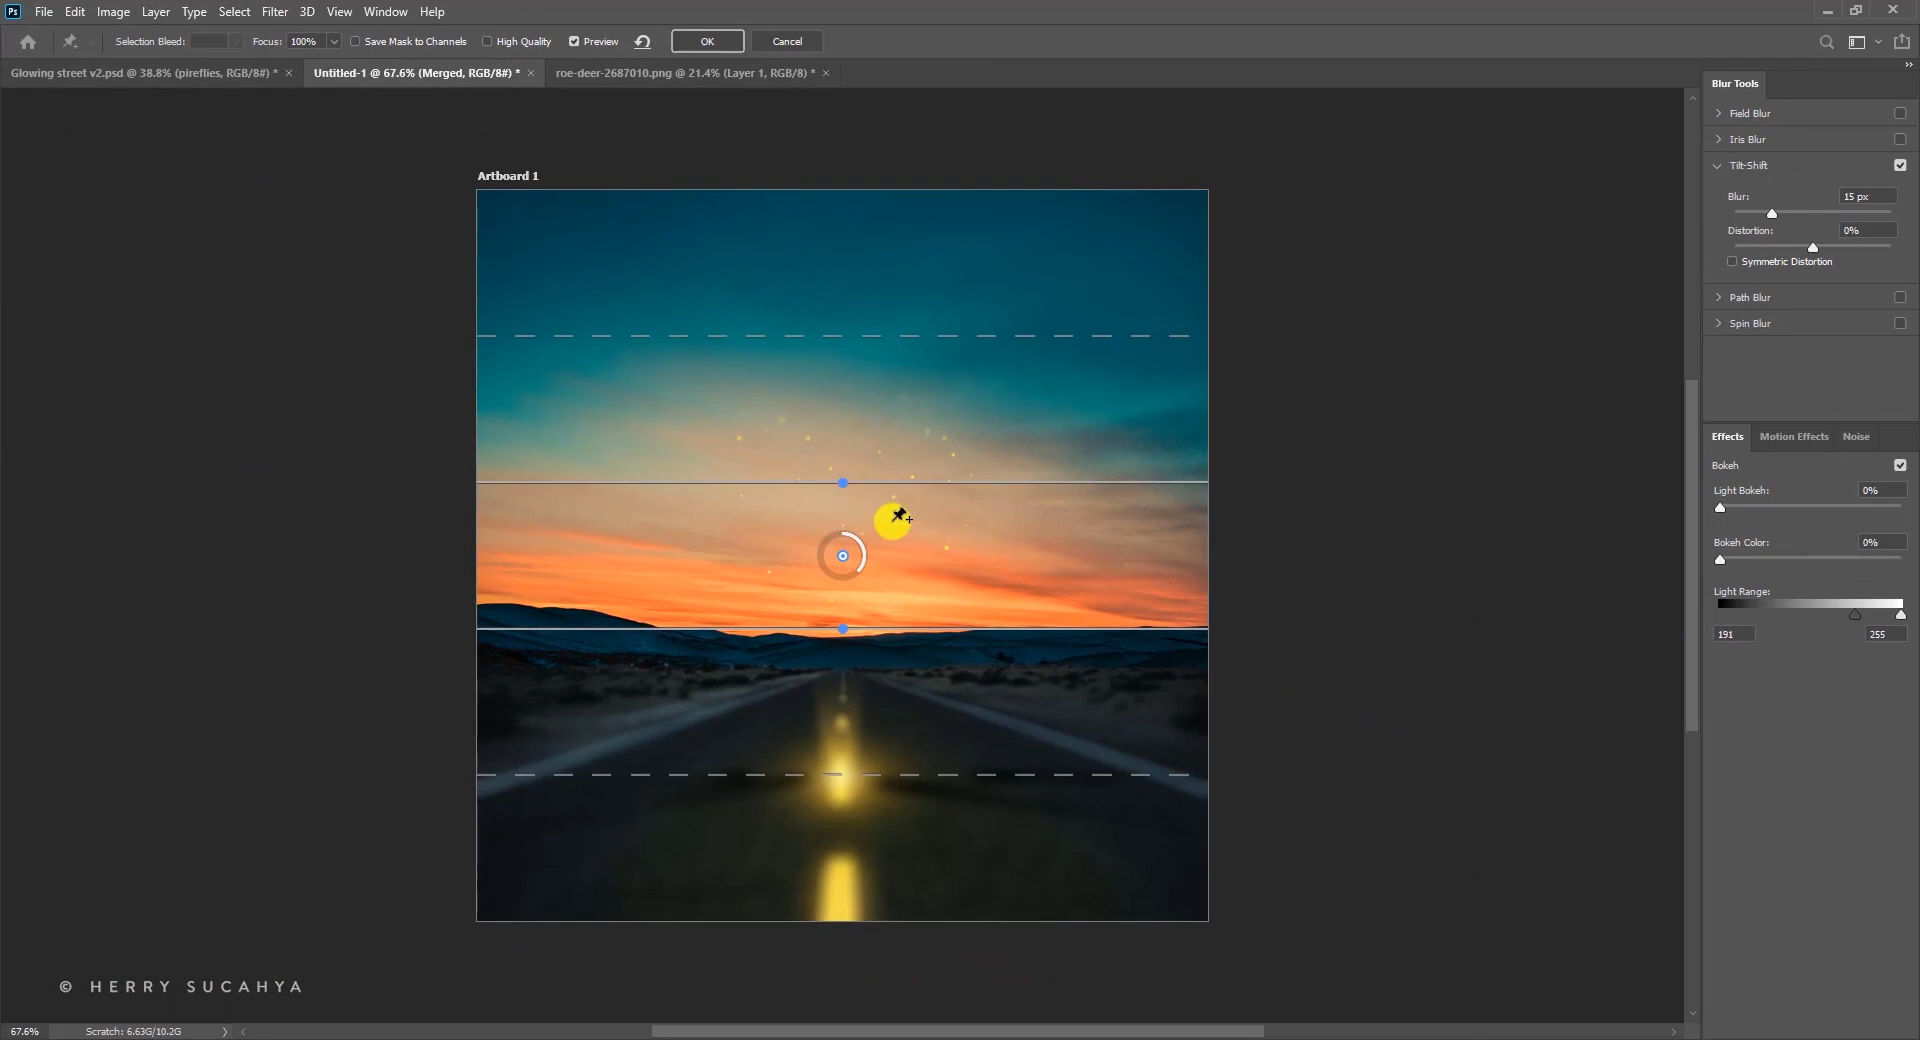 Ps File Edit Image Layer Type Select Filter 3D View Window Help
Selection Bleed: Focus: 100% Save Mask to Channels High Quality Preview OK Cancel
Glowing street v2.psd @ 38.8% (pireflies, RGB/8#) * × Untitled-1 @ 67.6% (Merged, RGB/8#) * × roe-deer-2687010.png @ 21.4% (Layer 1, RGB/8) * ×
Blur Tools
Field Blur
Iris Blur
Tilt-Shift
Blur: 15 px
Distortion: 0%
Symmetric Distortion
Path Blur
Spin Blur
Effects Motion Effects Noise
Bokeh
Light Bokeh: 0%
Bokeh Color: 0%
Light Range:
191 255
Artboard 1
© HERRY SUCAHYA
67.6% Scratch: 6.63G/10.2G